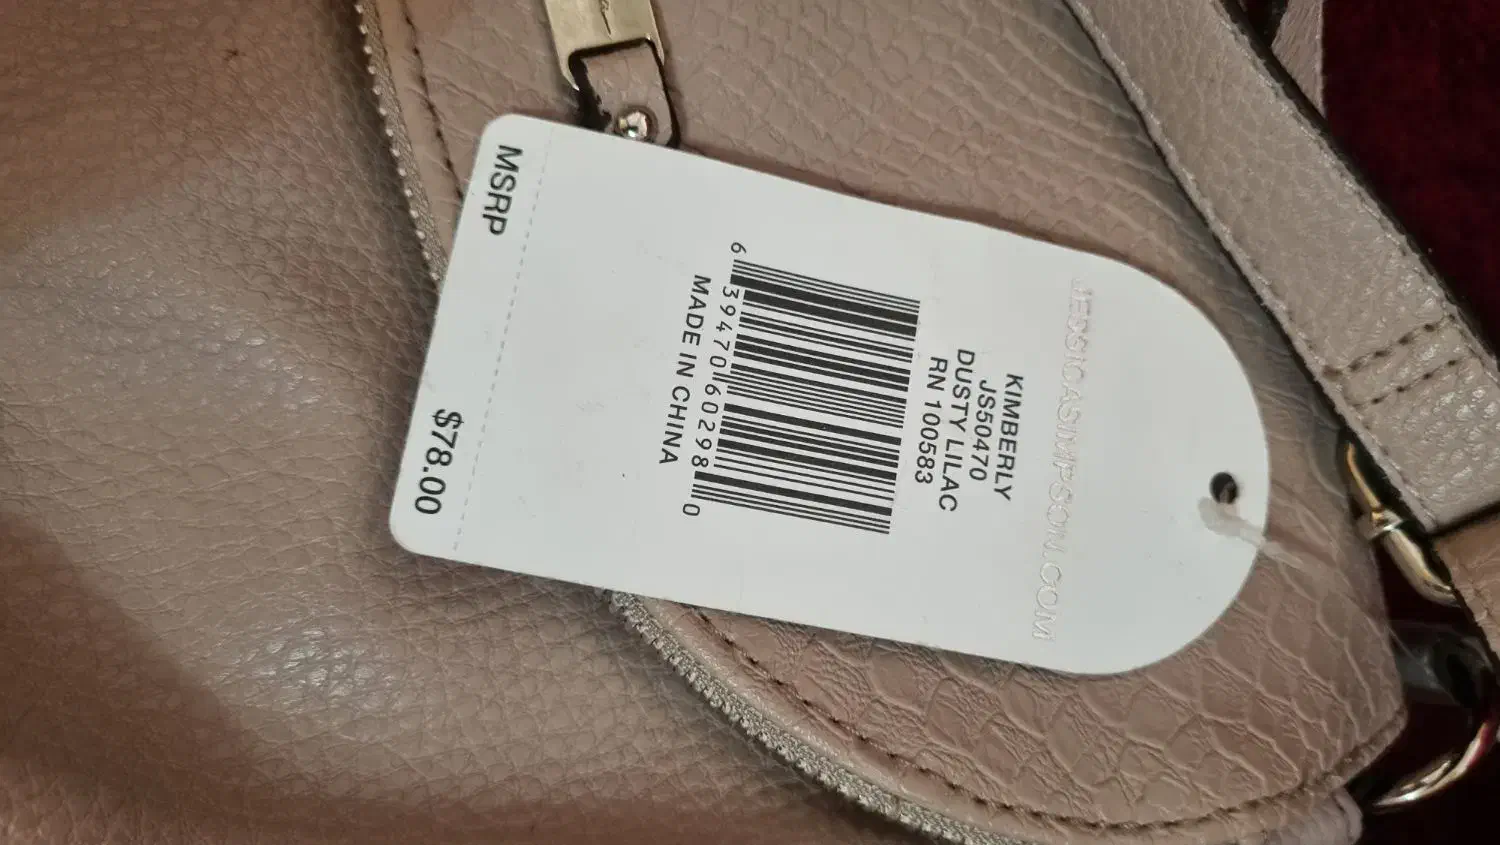 JESSICASIMPSON.COM
KIMBERLY
JS50470
DUSTY LILAC
RN 100583
6 39470 60298 0
MADE IN CHINA
MSRP $78.00